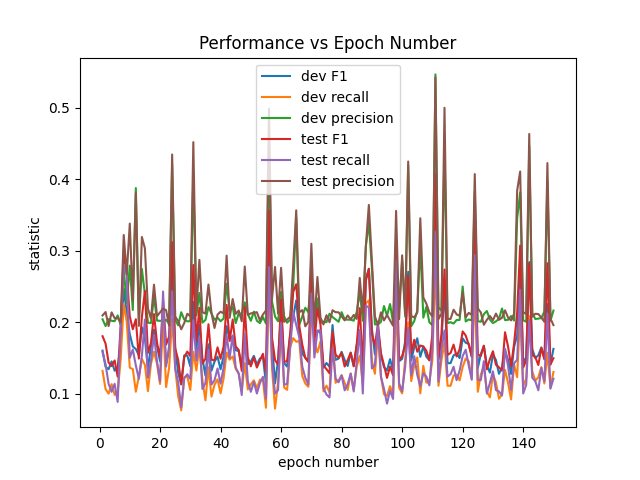 Performance vs Epoch Number
dev F1
dev recall
dev precision
test F1
test recall
test precision
statistic
0.5
0.4
0.3
0.2
0.1
0 20 40 60 80 100 120 140
epoch number